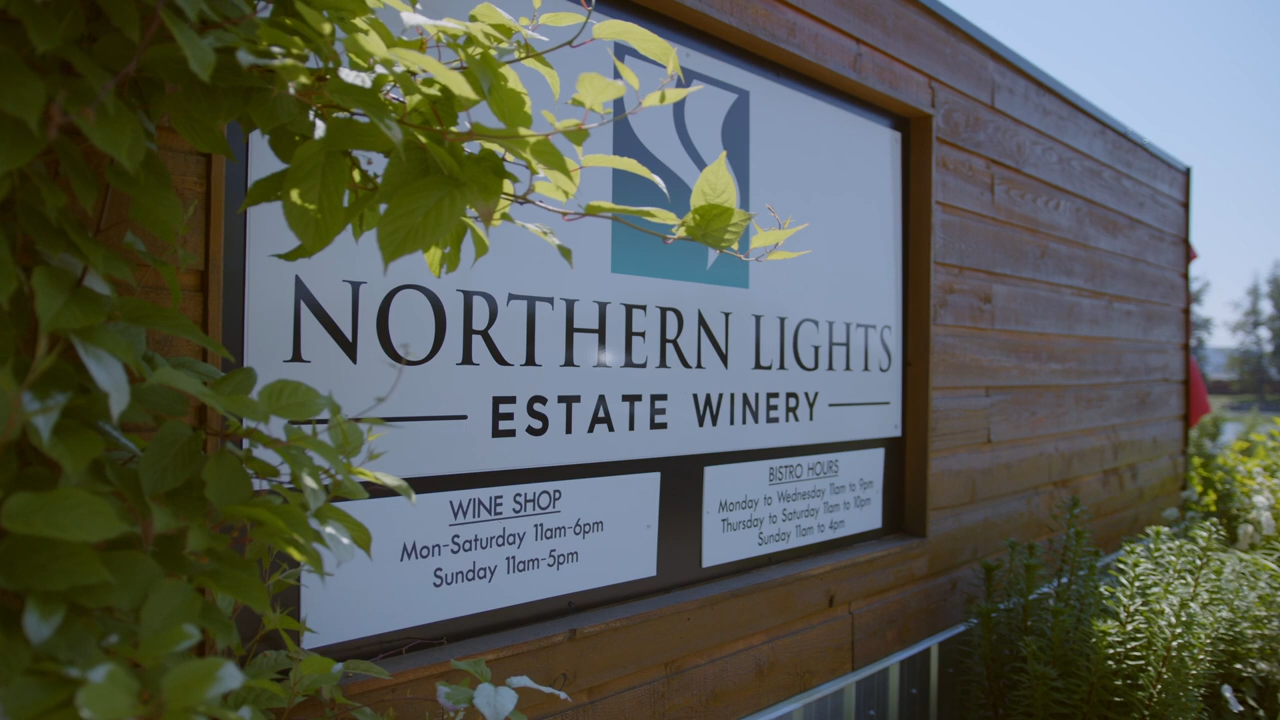 NORTHERN LIGHTS
ESTATE WINERY
WINE SHOP
Mon-Saturday 11am-6pm
Sunday 11am-5pm
BISTRO HOURS
Monday to Wednesday 11am to 9pm
Thursday to Saturday 11am to 10pm
Sunday 11am to 4pm